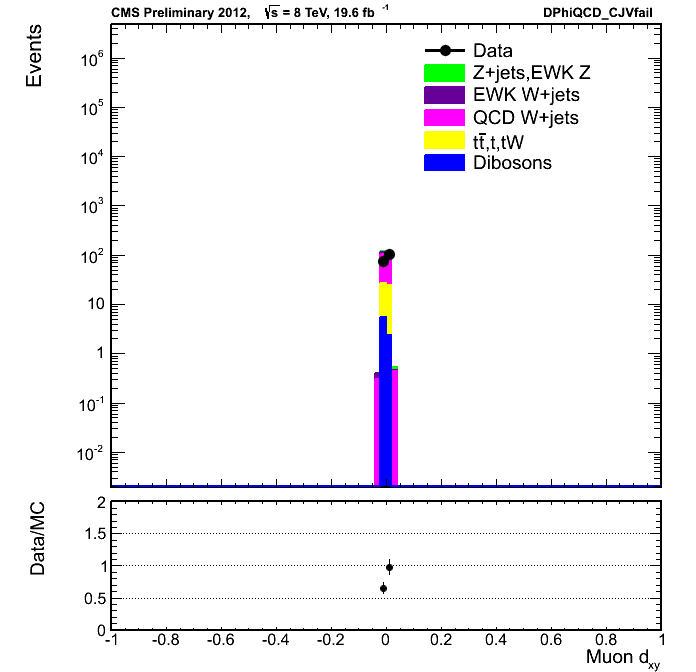 CMS Preliminary 2012, √s = 8 TeV, 19.6 fb⁻¹ DPhiQCD_CJVfail
Events
10⁶
10⁵
10⁴
10³
10²
10
1
10⁻¹
10⁻²
Data
Z+jets,EWK Z
EWK W+jets
QCD W+jets
tt̄,t,tW
Dibosons
Data/MC
2
1.5
1
0.5
0
-1 -0.8 -0.6 -0.4 -0.2 0 0.2 0.4 0.6 0.8 1
Muon d_xy